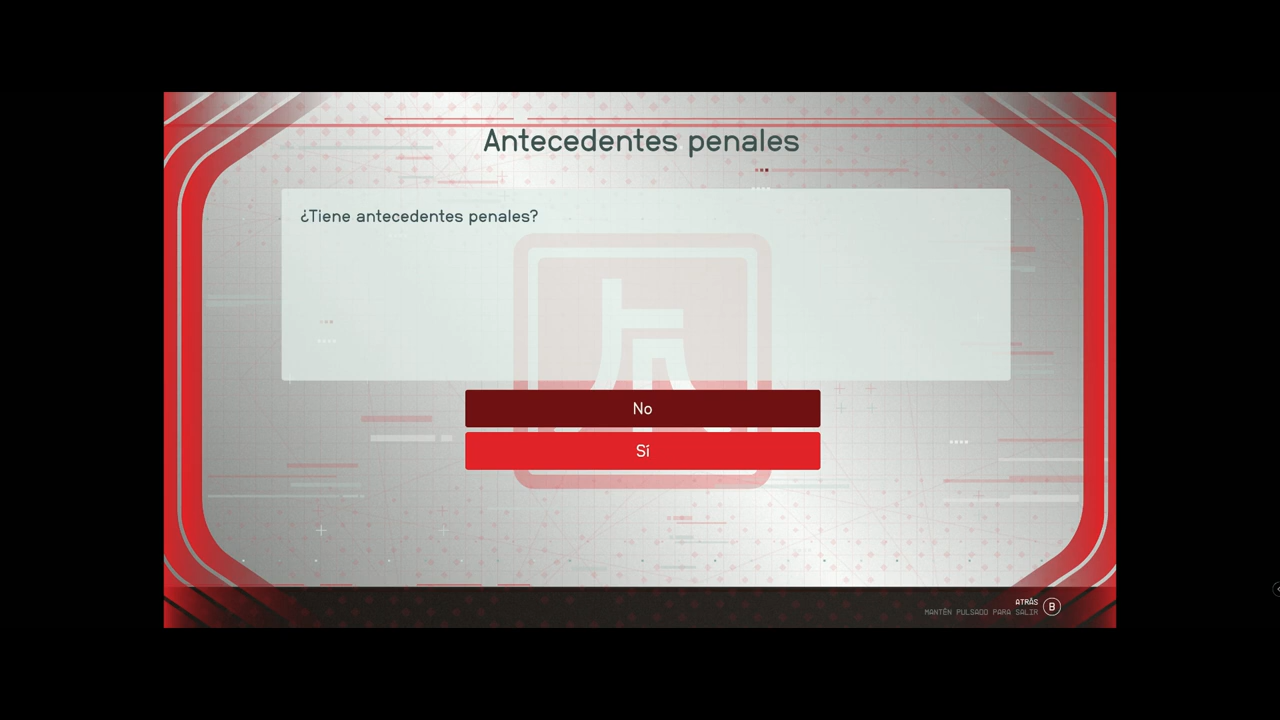 Antecedentes penales
¿Tiene antecedentes penales?
No
Sí
ATRÁS
MANTÉN PULSADO PARA SALIR
B